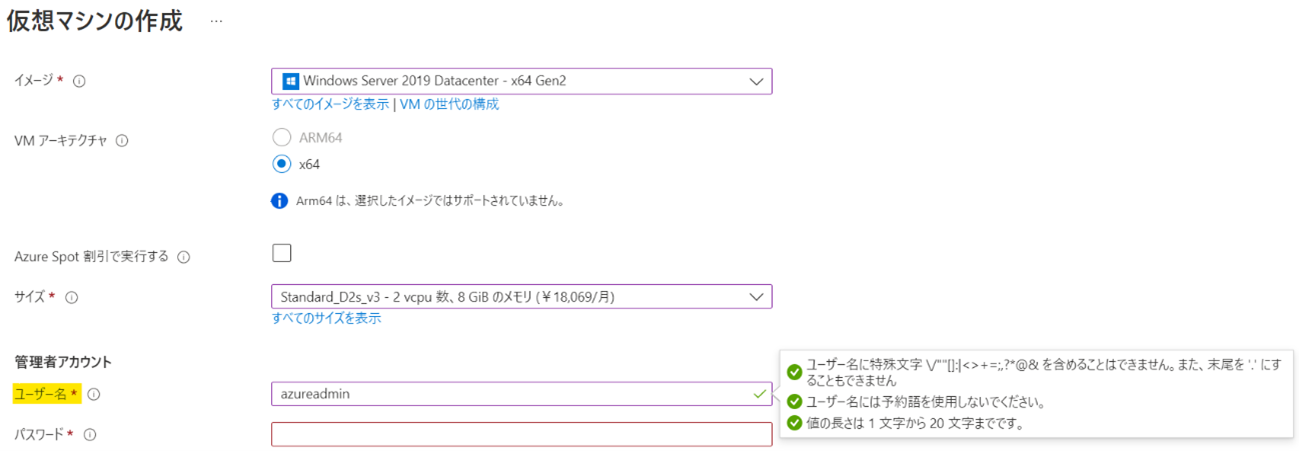 仮想マシンの作成 …
イメージ *
Windows Server 2019 Datacenter - x64 Gen2
すべてのイメージを表示 | VM の世代の構成
VM アーキテクチャ
ARM64
x64
Arm64 は、選択したイメージではサポートされていません。
Azure Spot 割引で実行する
サイズ *
Standard_D2s_v3 - 2 vcpu 数、8 GiB のメモリ (¥18,069/月)
すべてのサイズを表示
管理者アカウント
ユーザー名 *
azureadmin
ユーザー名に特殊文字 \/""[]:|<>+=;,?*@& を含めることはできません。また、末尾を '.' にす
ることもできません
ユーザー名には予約語を使用しないでください。
値の長さは 1 文字から 20 文字までです。
パスワード *